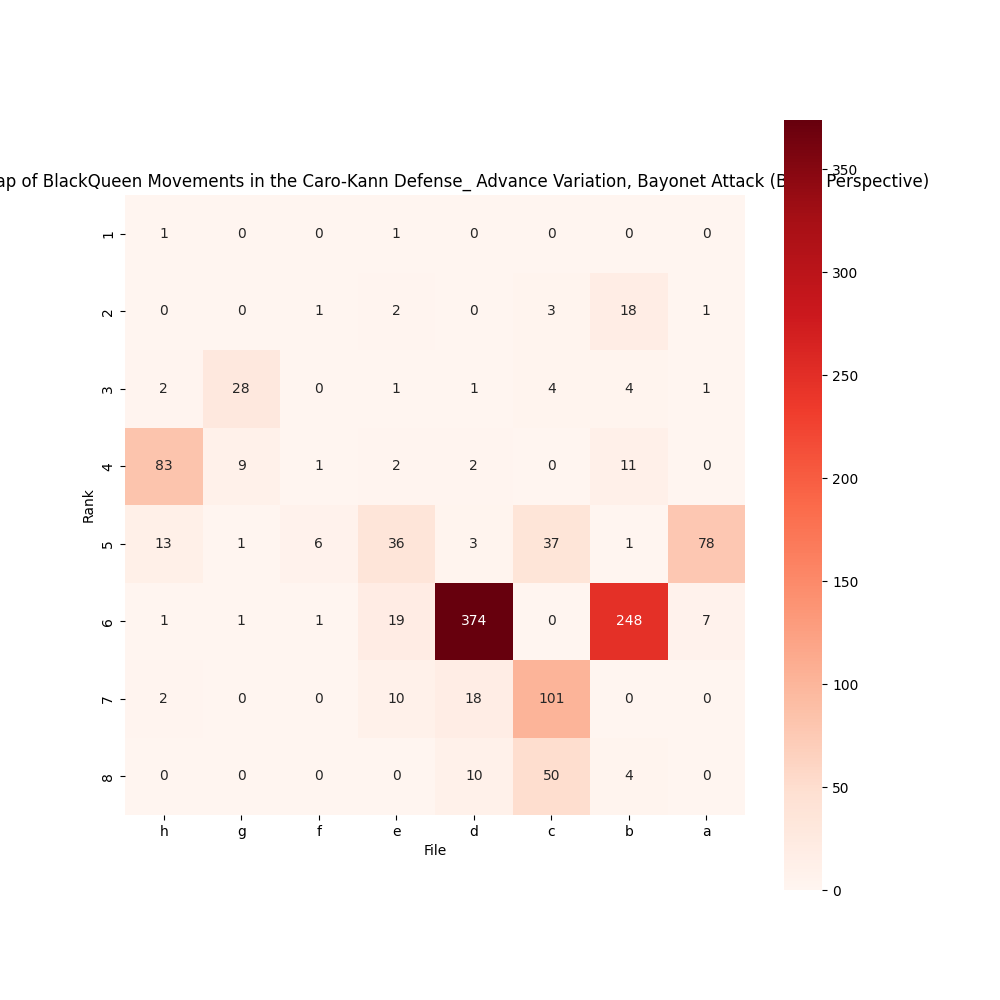 ap of BlackQueen Movements in the Caro-Kann Defense_ Advance Variation, Bayonet Attack (B Perspective)
1 1 0 0 1 0 0 0 0
2 0 0 1 2 0 3 18 1
3 2 28 0 1 1 4 4 1
4 83 9 1 2 2 0 11 0
5 13 1 6 36 3 37 1 78
6 1 1 1 19 374 0 248 7
7 2 0 0 10 18 101 0 0
8 0 0 0 0 10 50 4 0
h g f e d c b a
File
Rank
350
300
250
200
150
100
50
0